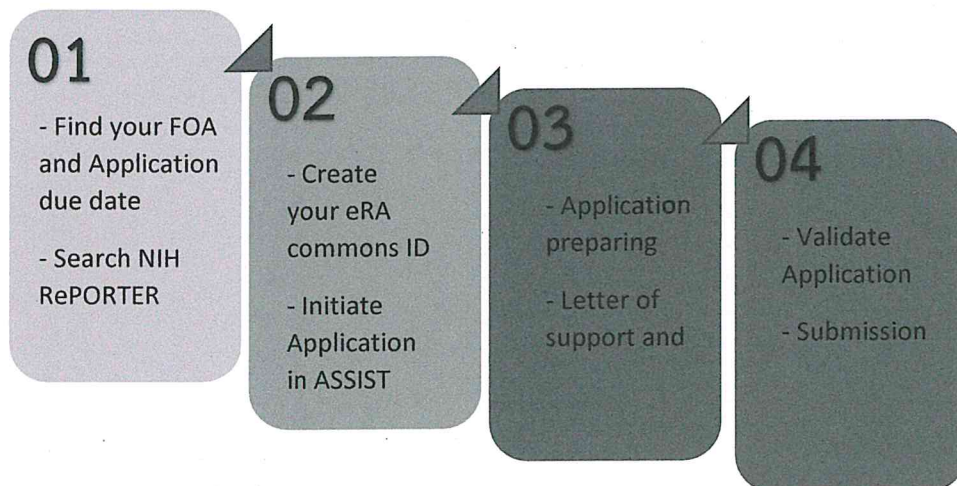 01
- Find your FOA
and Application
due date
- Search NIH
RePORTER
02
- Create
your eRA
commons ID
- Initiate
Application
in ASSIST
03
- Application
preparing
- Letter of
support and
04
- Validate
Application
- Submission